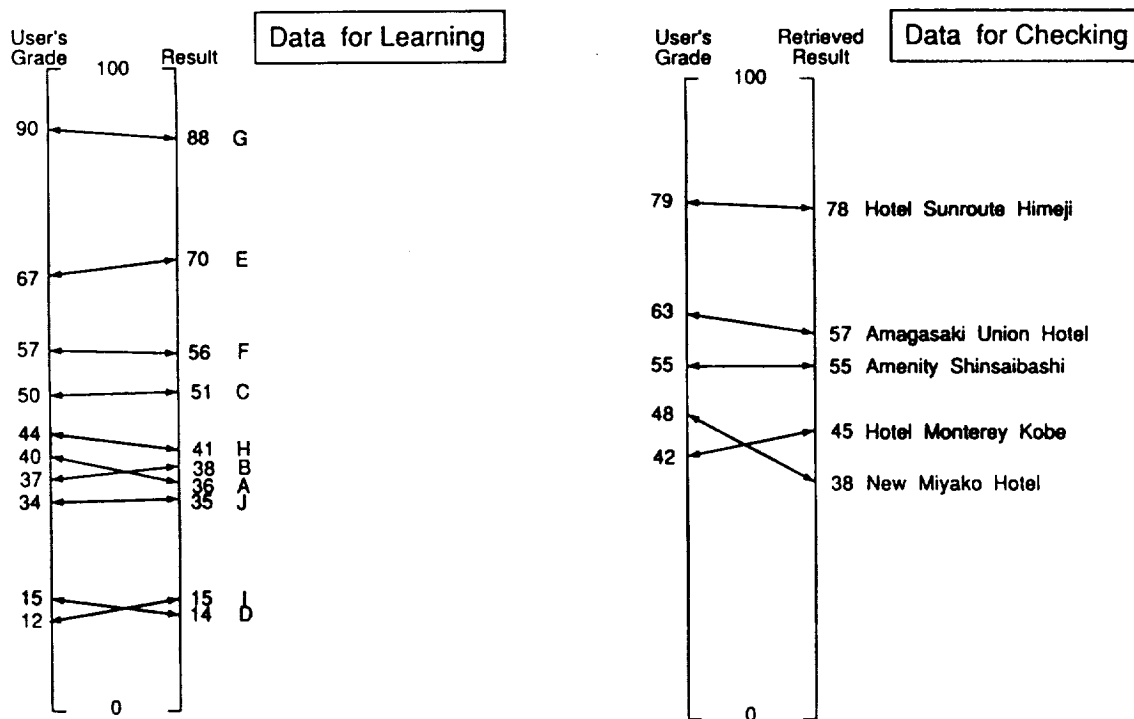 Data for Learning
User's
Grade
Result
100
90
88 G
70 E
67
57
56 F
50
51 C
44
41 H
40
38 B
37
36 A
34
35 J
15
15 I
12
14 D
0
Data for Checking
User's
Grade
Retrieved
Result
100
79
78 Hotel Sunroute Himeji
63
57 Amagasaki Union Hotel
55
55 Amenity Shinsaibashi
48
45 Hotel Monterey Kobe
42
38 New Miyako Hotel
0